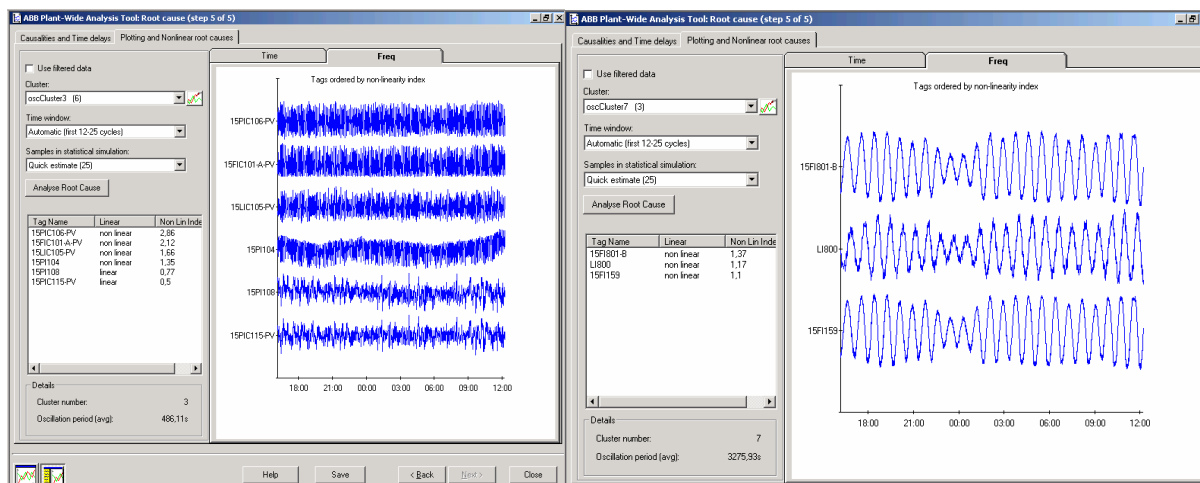 ABB Plant-Wide Analysis Tool: Root cause (step 5 of 5)
Causalities and Time delays Plotting and Nonlinear root causes
Time Freq
Use filtered data
Cluster:
oscCluster3 (6)
Time window:
Automatic (first 12-25 cycles)
Samples in statistical simulation:
Quick estimate (25)
Analyse Root Cause
Tag Name Linear Non Lin Inde
15PIC106-PV non linear 2,86
15FIC101-A-PV non linear 2,12
15LIC105-PV non linear 1,66
15PI104 non linear 1,35
15PI108 linear 0,77
15PIC115-PV linear 0,5
Details
Cluster number: 3
Oscillation period (avg): 486,11s
Tags ordered by non-linearity index
15PIC106-PV
15FIC101-A-PV
15LIC105-PV
15PI104
15PI108
15PIC115-PV
18:00 21:00 00:00 03:00 06:00 09:00 12:00
Help Save < Back Next > Close
ABB Plant-Wide Analysis Tool: Root cause (step 5 of 5)
Causalities and Time delays Plotting and Nonlinear root causes
Time Freq
Use filtered data
Cluster:
oscCluster7 (3)
Time window:
Automatic (first 12-25 cycles)
Samples in statistical simulation:
Quick estimate (25)
Analyse Root Cause
Tag Name Linear Non Lin Inde
15FI801-B non linear 1,37
LI800 non linear 1,17
15FI159 non linear 1,1
Details
Cluster number: 7
Oscillation period (avg): 3275,93s
Tags ordered by non-linearity index
15FI801-B
LI800
15FI159
18:00 21:00 00:00 03:00 06:00 09:00 12:00